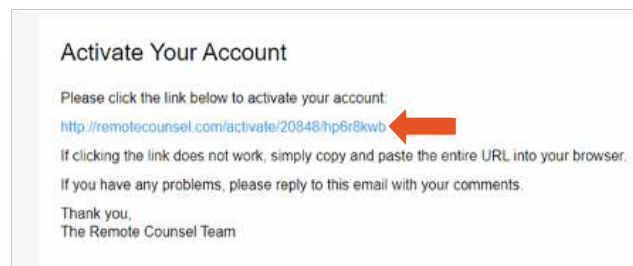 Activate Your Account
Please click the link below to activate your account:
http://remotecounsel.com/activate/20848/hp6r8kwb
If clicking the link does not work, simply copy and paste the entire URL into your browser.
If you have any problems, please reply to this email with your comments.
Thank you,
The Remote Counsel Team